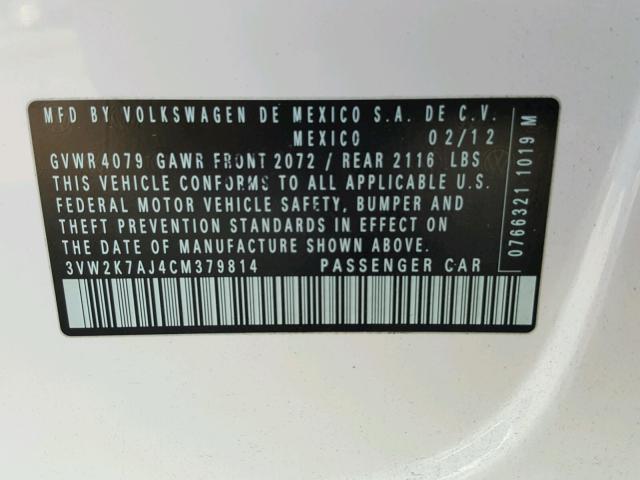 MFD BY VOLKSWAGEN DE MEXICO S.A. DE C.V.
MEXICO 02/12
GVWR 4079 GAWR FRONT 2072 / REAR 2116 LBS
THIS VEHICLE CONFORMS TO ALL APPLICABLE U.S.
FEDERAL MOTOR VEHICLE SAFETY, BUMPER AND
THEFT PREVENTION STANDARDS IN EFFECT ON
THE DATE OF MANUFACTURE SHOWN ABOVE.
3VW2K7AJ4CM379814 PASSENGER CAR
0766321 1019 M